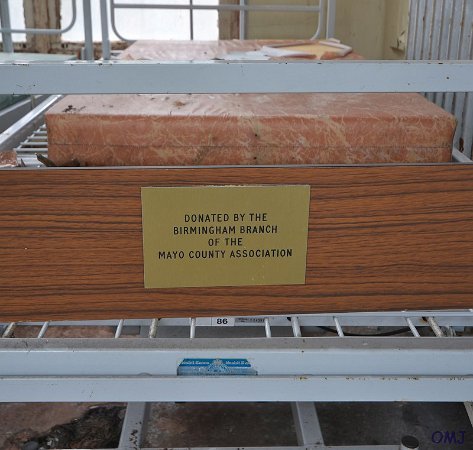 DONATED BY THE
BIRMINGHAM BRANCH
OF THE
MAYO COUNTY ASSOCIATION
86
OMJ